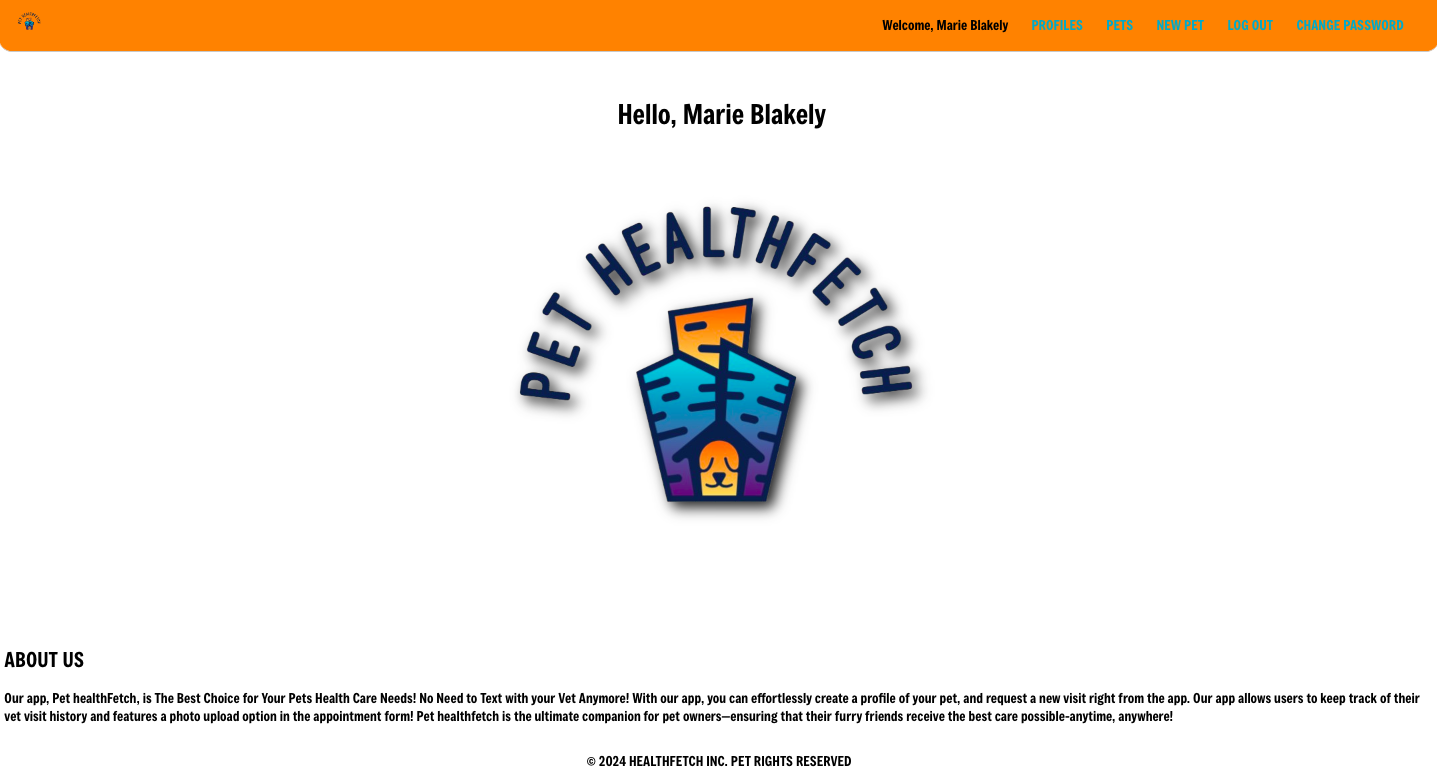 Welcome, Marie Blakely PROFILES PETS NEW PET LOG OUT CHANGE PASSWORD
Hello, Marie Blakely
PET HEALTHFETCH
ABOUT US
Our app, Pet healthFetch, is The Best Choice for Your Pets Health Care Needs! No Need to Text with your Vet Anymore! With our app, you can effortlessly create a profile of your pet, and request a new visit right from the app. Our app allows users to keep track of their
vet visit history and features a photo upload option in the appointment form! Pet healthfetch is the ultimate companion for pet owners—ensuring that their furry friends receive the best care possible-anytime, anywhere!
© 2024 HEALTHFETCH INC. PET RIGHTS RESERVED